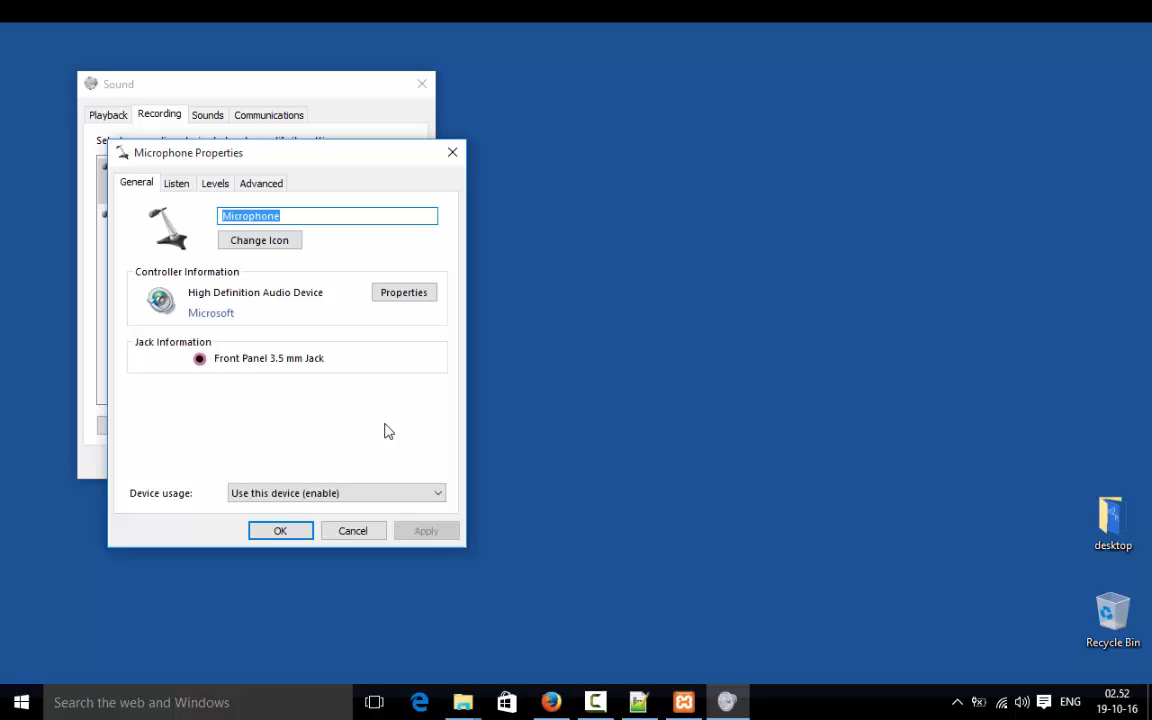 Sound
Playback Recording Sounds Communications
Microphone Properties
General Listen Levels Advanced
Microphone
Change Icon
Controller Information
High Definition Audio Device Properties
Microsoft
Jack Information
Front Panel 3.5 mm Jack
Device usage: Use this device (enable)
OK Cancel Apply
desktop
Recycle Bin
Search the web and Windows
ENG
02.52
19-10-16